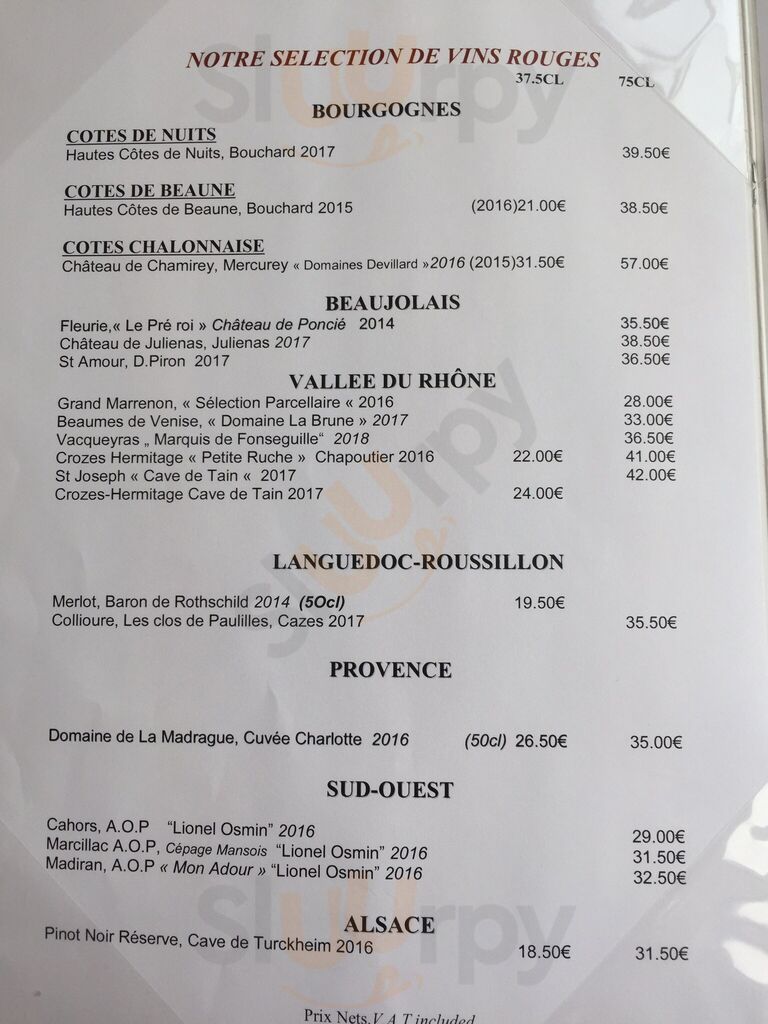 NOTRE SELECTION DE VINS ROUGES
37.5CL 75CL
BOURGOGNES
COTES DE NUITS
Hautes Côtes de Nuits, Bouchard 2017 39.50€
COTES DE BEAUNE
Hautes Côtes de Beaune, Bouchard 2015 (2016)21.00€ 38.50€
COTES CHALONNAISE
Château de Chamirey, Mercurey « Domaines Devillard »2016 (2015)31.50€ 57.00€
BEAUJOLAIS
Fleurie,« Le Pré roi » Château de Poncié 2014 35.50€
Château de Julienas, Julienas 2017 38.50€
St Amour, D.Piron 2017 36.50€
VALLEE DU RHÔNE
Grand Marrenon, « Sélection Parcellaire « 2016 28.00€
Beaumes de Venise, « Domaine La Brune » 2017 33.00€
Vacqueyras „ Marquis de Fonseguille“ 2018 36.50€
Crozes Hermitage « Petite Ruche » Chapoutier 2016 22.00€ 41.00€
St Joseph « Cave de Tain « 2017 42.00€
Crozes-Hermitage Cave de Tain 2017 24.00€
LANGUEDOC-ROUSSILLON
Merlot, Baron de Rothschild 2014 (5Ocl) 19.50€
Collioure, Les clos de Paulilles, Cazes 2017 35.50€
PROVENCE
Domaine de La Madrague, Cuvée Charlotte 2016 (50cl) 26.50€ 35.00€
SUD-OUEST
Cahors, A.O.P “Lionel Osmin” 2016 29.00€
Marcillac A.O.P, Cépage Mansois “Lionel Osmin” 2016 31.50€
Madiran, A.O.P « Mon Adour » “Lionel Osmin” 2016 32.50€
ALSACE
Pinot Noir Réserve, Cave de Turckheim 2016 18.50€ 31.50€
Prix Nets, V.A.T included
Sluurpy
Sluurpy
Sluurpy